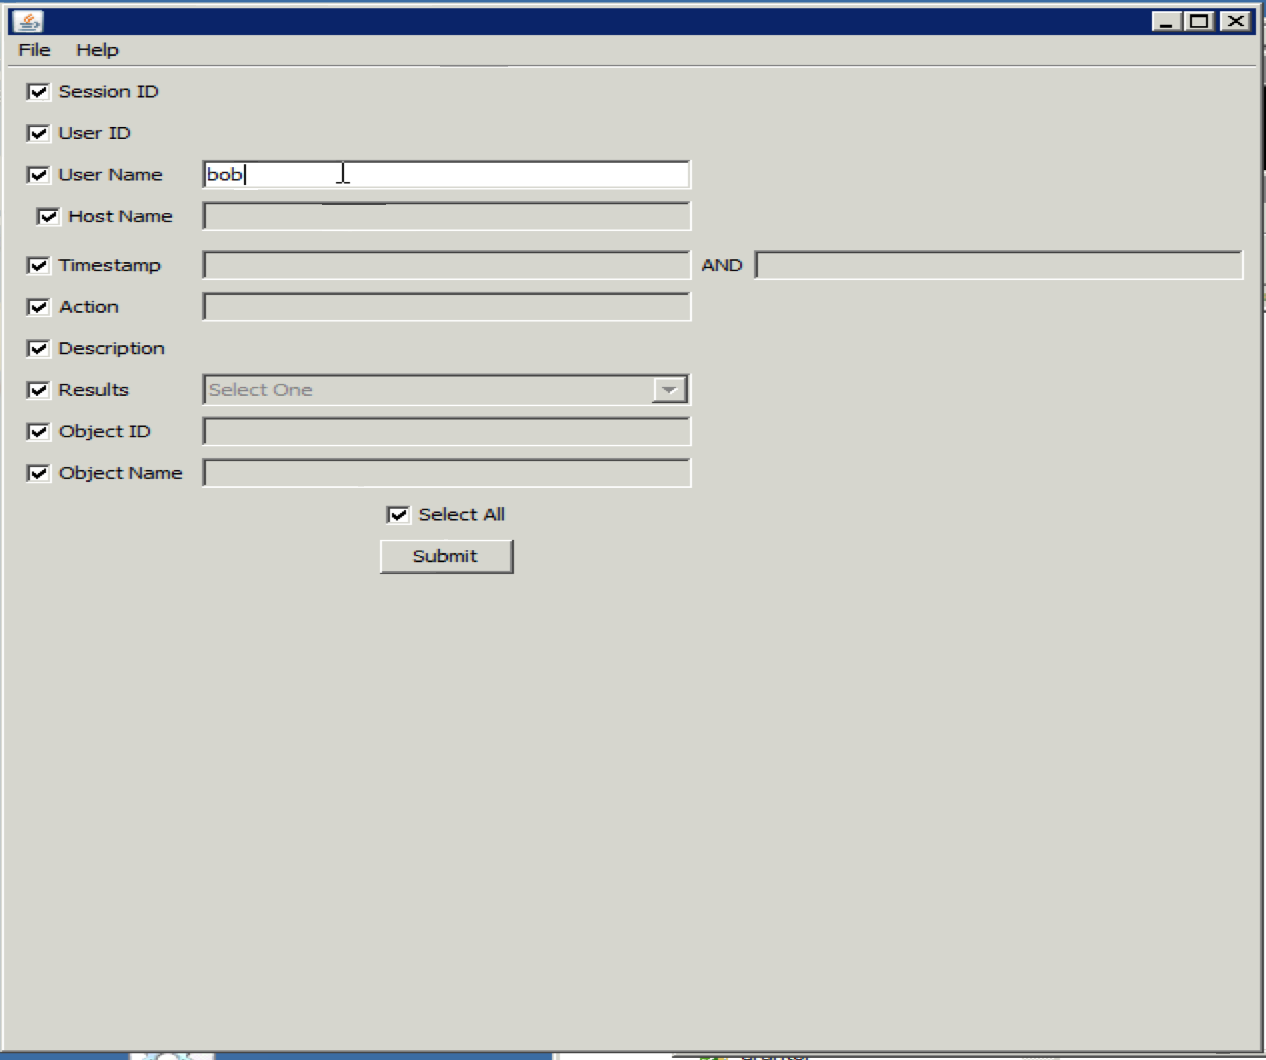 File Help
Session ID
User ID
User Name bob
Host Name
Timestamp AND
Action
Description
Results Select One
Object ID
Object Name
Select All
Submit